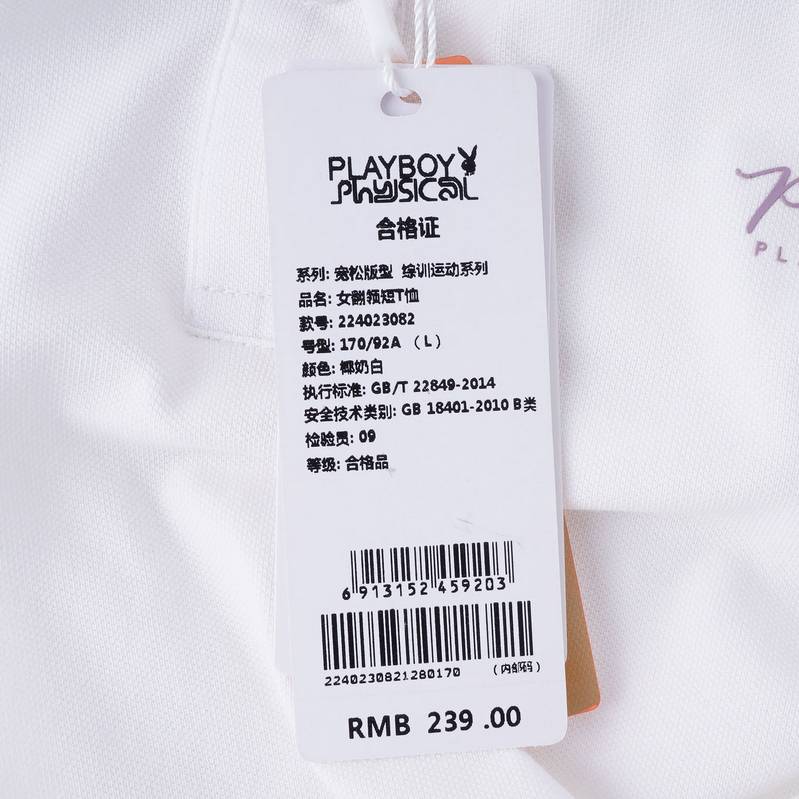 PLAYBOY
PhySICAL
合格证
系列: 宽松版型 综训运动系列
品名: 女翻领短T恤
款号: 224023082
号型: 170/92A （L）
颜色: 椰奶白
执行标准: GB/T 22849-2014
安全技术类别: GB 18401-2010 B类
检验员: 09
等级: 合格品
6 913152 459203
2240230821280170 （内部码）
RMB 239 .00
PL